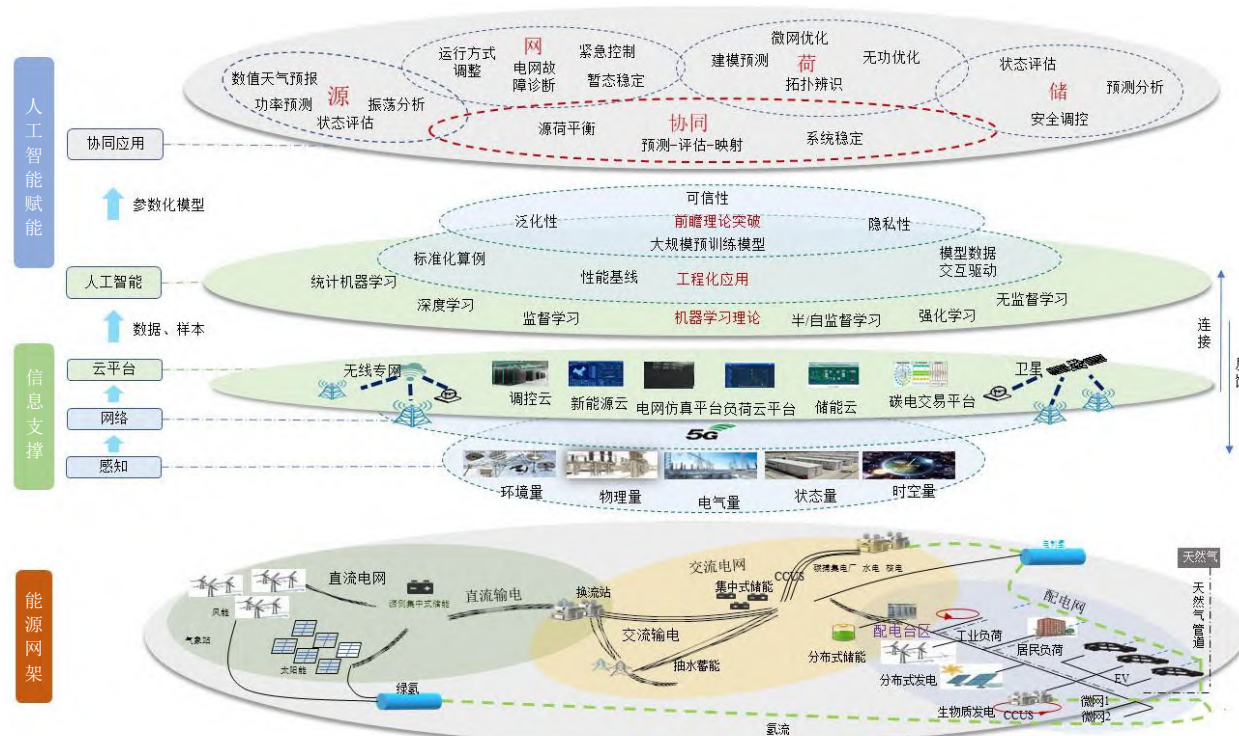 人工智能赋能
协同应用
参数化模型
人工智能
数据、样本
信息支撑
云平台
网络
感知
能源网架
源
数值天气预报
功率预测
振荡分析
状态评估
网
运行方式
调整
电网故
障诊断
紧急控制
暂态稳定
荷
微网优化
建模预测
无功优化
拓扑辨识
储
状态评估
预测分析
安全调控
协同
源荷平衡
预测-评估-映射
系统稳定
可信性
泛化性
前瞻理论突破
隐私性
大规模预训练模型
标准化算例
性能基线
工程化应用
模型数据
交互驱动
统计机器学习
深度学习
监督学习
机器学习理论
半/自监督学习
强化学习
无监督学习
连接
无线专网
调控云
新能源云
电网仿真平台
负荷云平台
储能云
碳电交易平台
卫星
5G
环境量
物理量
电气量
状态量
时空量
直流电网
风能
气象站
太阳能
源侧集中式储能
直流输电
换流站
绿氢
交流电网
集中式储能
CCUS
碳捕集电厂 水电 核电
交流输电
抽水蓄能
天然气
天然气管道
配电网
配电台区
分布式储能
工业负荷
居民负荷
分布式发电
EV
生物质发电
CCUS
微网1
微网2
氢流